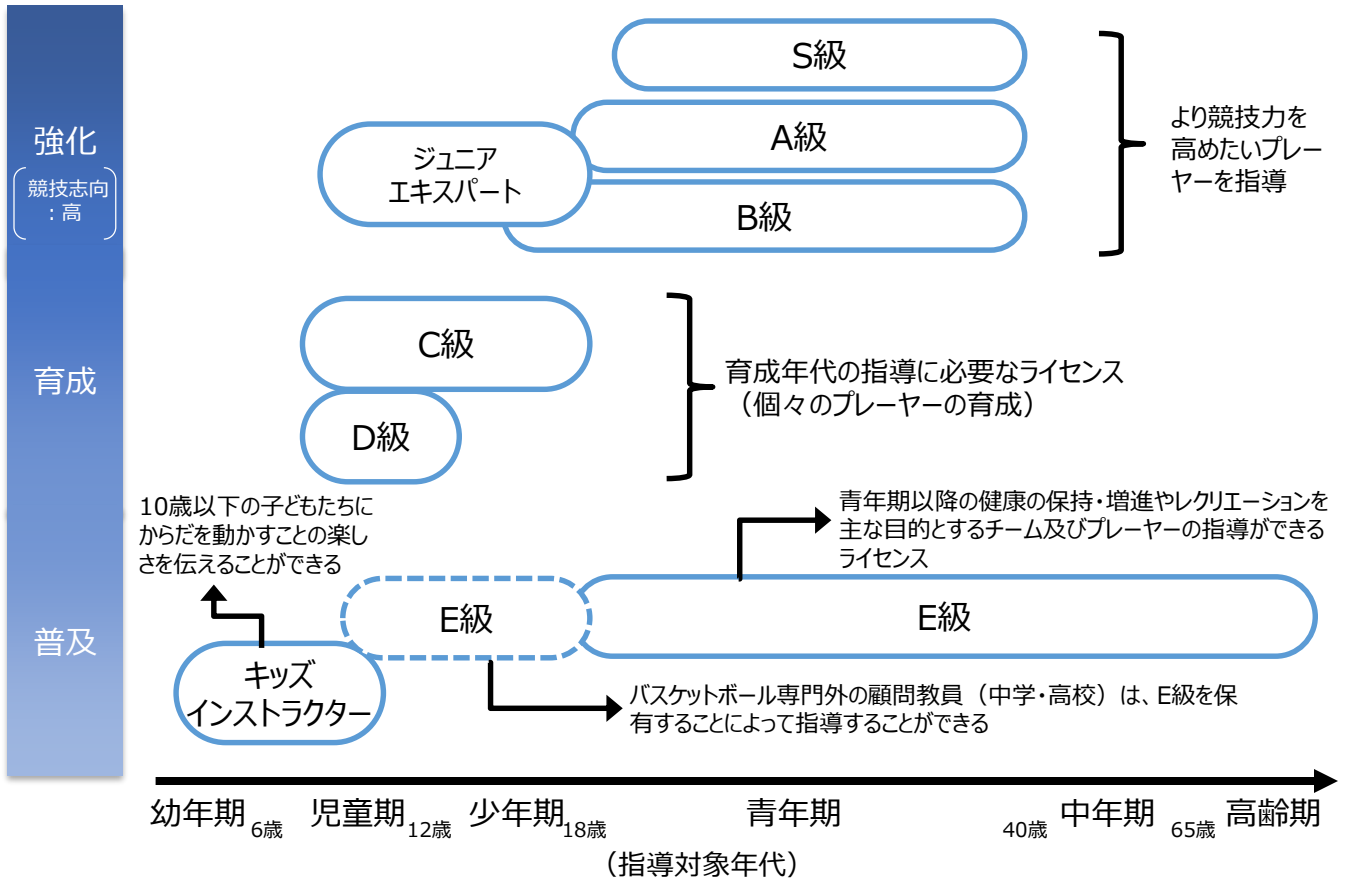 強化
競技志向
：高
育成
普及
S級
A級
B級
ジュニア
エキスパート
より競技力を
高めたいプレー
ヤーを指導
C級
D級
育成年代の指導に必要なライセンス
（個々のプレーヤーの育成）
10歳以下の子どもたちに
からだを動かすことの楽し
さを伝えることができる
青年期以降の健康の保持・増進やレクリエーションを
主な目的とするチーム及びプレーヤーの指導ができる
ライセンス
E級
E級
キッズ
インストラクター
バスケットボール専門外の顧問教員（中学・高校）は、E級を保
有することによって指導することができる
幼年期 6歳 児童期 12歳 少年期 18歳 青年期 40歳 中年期 65歳 高齢期
（指導対象年代）